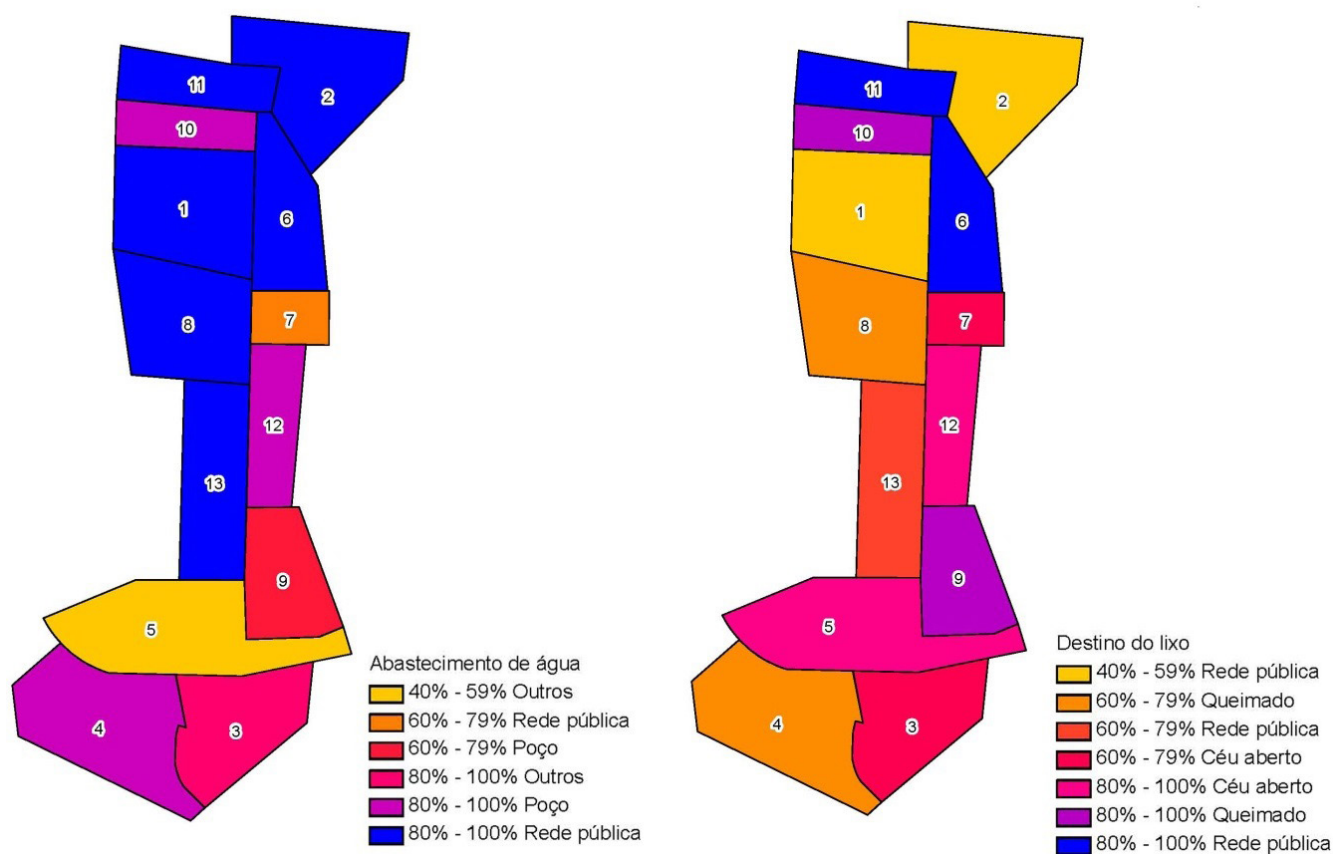 11
2
10
1
6
8
7
12
13
9
5
4
3
Abastecimento de água
40% - 59% Outros
60% - 79% Rede pública
60% - 79% Poço
80% - 100% Outros
80% - 100% Poço
80% - 100% Rede pública
11
2
10
1
6
8
7
12
13
9
5
4
3
Destino do lixo
40% - 59% Rede pública
60% - 79% Queimado
60% - 79% Rede pública
60% - 79% Céu aberto
80% - 100% Céu aberto
80% - 100% Queimado
80% - 100% Rede pública